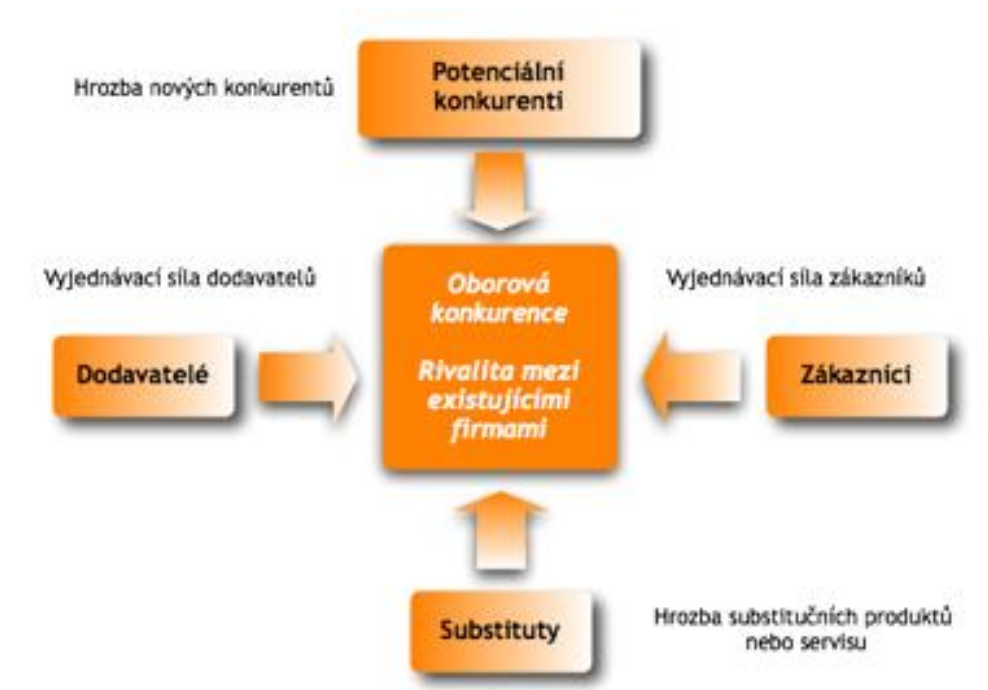 Potenciální
konkurenti
Hrozba nových konkurentů
Vyjednávací síla dodavatelů
Oborová
konkurence
Rivalita mezi
existujícími
firmami
Vyjednávací síla zákazníků
Dodavatelé
Zákazníci
Substituty
Hrozba substitučních produktů
nebo servisu